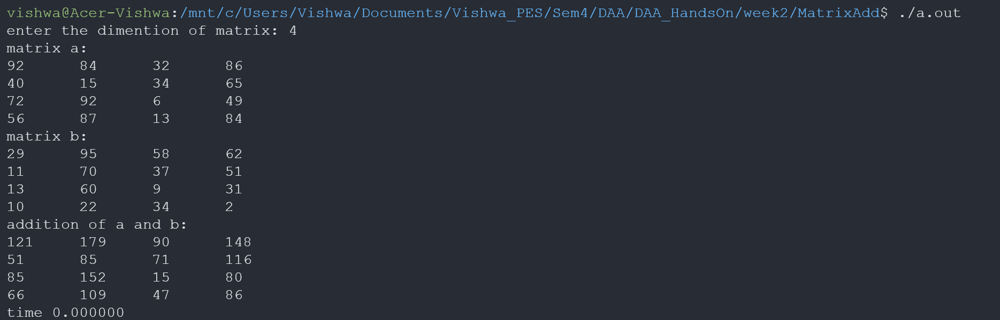 vishwa@Acer-Vishwa:/mnt/c/Users/Vishwa/Documents/Vishwa_PES/Sem4/DAA/DAA_HandsOn/week2/MatrixAdd$ ./a.out
enter the dimention of matrix: 4
matrix a:
92 84 32 86
40 15 34 65
72 92 6 49
56 87 13 84
matrix b:
29 95 58 62
11 70 37 51
13 60 9 31
10 22 34 2
addition of a and b:
121 179 90 148
51 85 71 116
85 152 15 80
66 109 47 86
time 0.000000